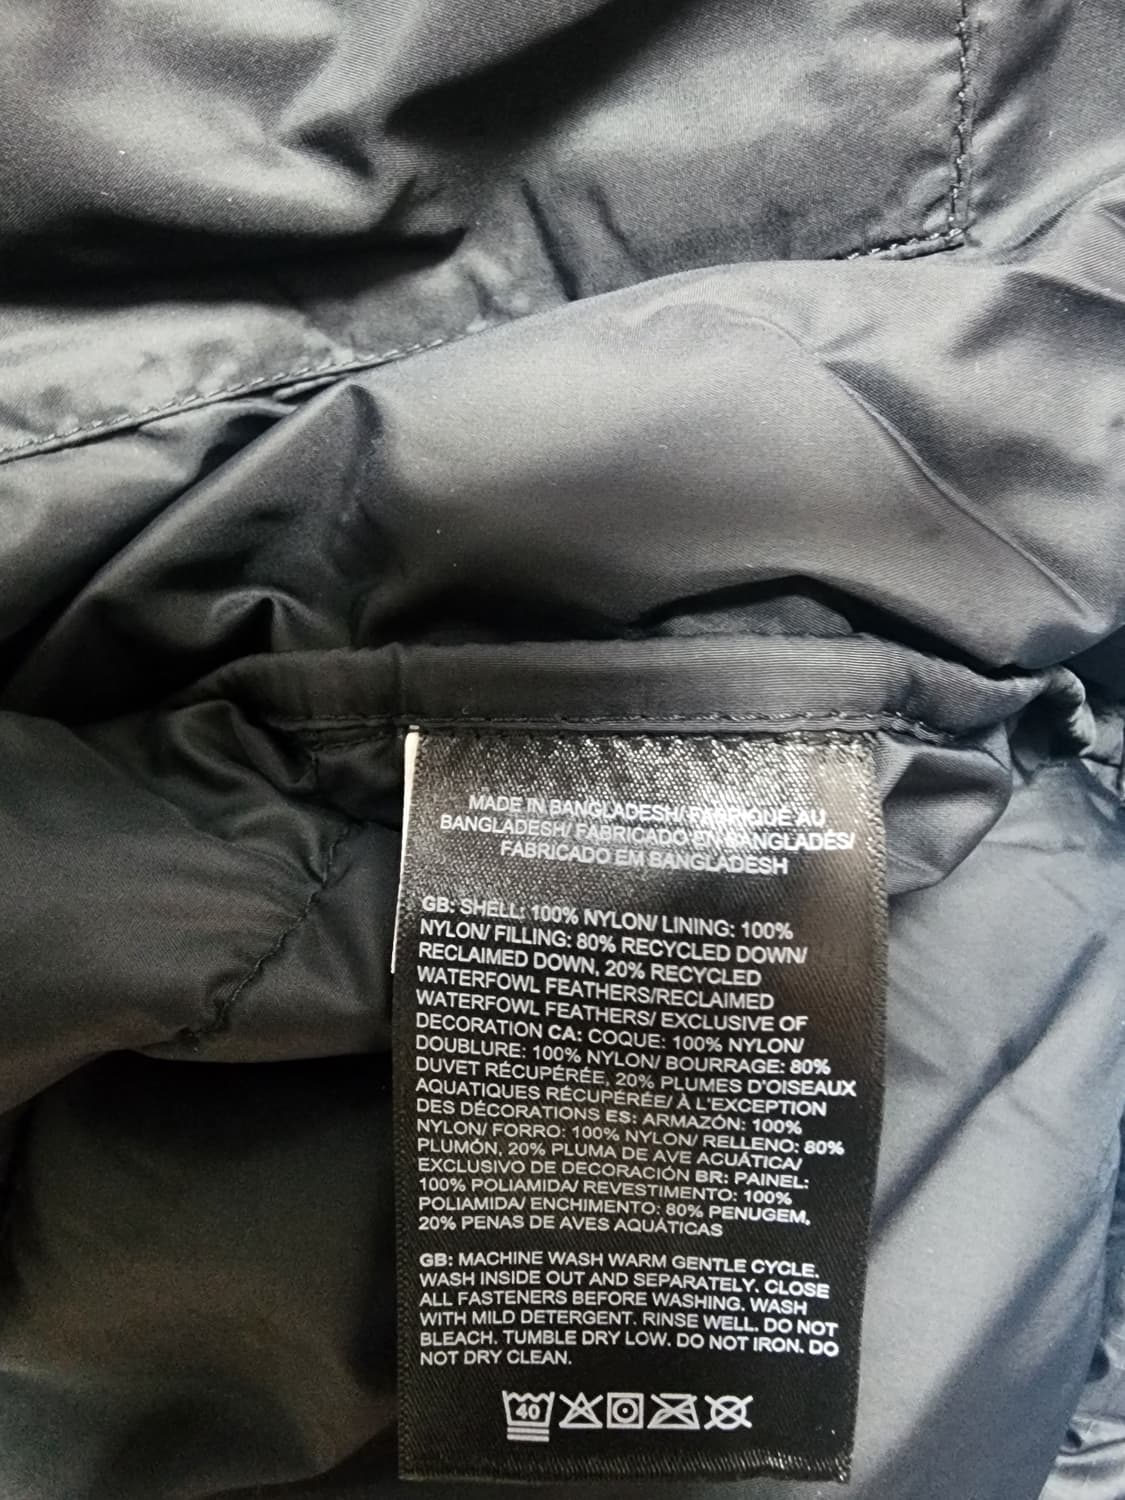 MADE IN BANGLADESH/ FABRIQUÉ AU
BANGLADESH/ FABRICADO EN BANGLADÉS/
FABRICADO EM BANGLADESH
GB: SHELL: 100% NYLON/ LINING: 100%
NYLON/ FILLING: 80% RECYCLED DOWN/
RECLAIMED DOWN, 20% RECYCLED
WATERFOWL FEATHERS/RECLAIMED
WATERFOWL FEATHERS/ EXCLUSIVE OF
DECORATION CA: COQUE: 100% NYLON/
DOUBLURE: 100% NYLON/ BOURRAGE: 80%
DUVET RÉCUPÉRÉE, 20% PLUMES D'OISEAUX
AQUATIQUES RÉCUPÉRÉE/ À L'EXCEPTION
DES DÉCORATIONS ES: ARMAZÓN: 100%
NYLON/ FORRO: 100% NYLON/ RELLENO: 80%
PLUMÓN, 20% PLUMA DE AVE ACUÁTICA/
EXCLUSIVO DE DECORACIÓN BR: PAINEL:
100% POLIAMIDA/ REVESTIMENTO: 100%
POLIAMIDA/ ENCHIMENTO: 80% PENUGEM,
20% PENAS DE AVES AQUÁTICAS
GB: MACHINE WASH WARM GENTLE CYCLE.
WASH INSIDE OUT AND SEPARATELY. CLOSE
ALL FASTENERS BEFORE WASHING. WASH
WITH MILD DETERGENT. RINSE WELL. DO NOT
BLEACH. TUMBLE DRY LOW. DO NOT IRON. DO
NOT DRY CLEAN.
40